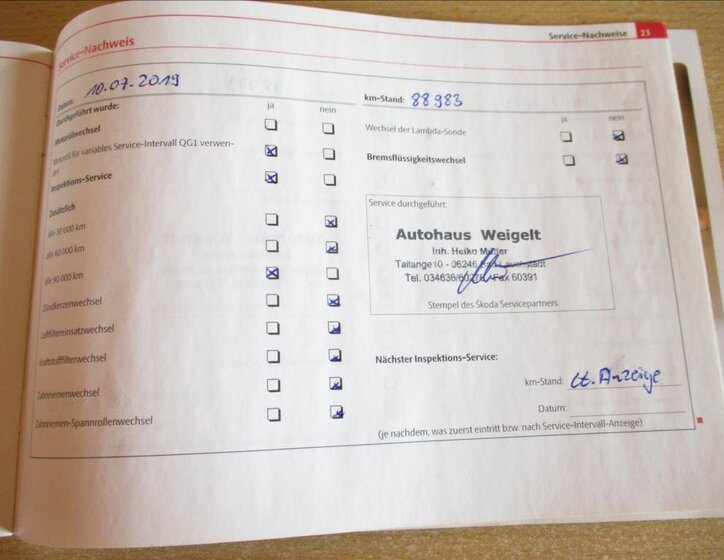 Service-Nachweise 23
Service-Nachweis
Datum: 10.07.2019
km-Stand: 88983
Durchgeführt wurde: ja nein
ja nein
Motorölwechsel
Wechsel der Lambda-Sonde
Motoröl für variables Service-Intervall QG1 verwen-
Bremsflüssigkeitswechsel
Inspektions-Service
Zusätzlich
alle 30 000 km
alle 60 000 km
alle 90 000 km
Zündkerzenwechsel
Luftfiltereinsatzwechsel
Kraftstofffilterwechsel
Zahnriemenwechsel
Zahnriemen-Spannrollenwechsel
Service durchgeführt:
Autohaus Weigelt
Inh. Heiko
06246 Lauchstädt
Tel. 034636/ Fax 60391
Stempel des Skoda Servicepartners
Nächster Inspektions-Service:
km-Stand: lt. Anzeige
Datum:
(je nachdem, was zuerst eintritt bzw. nach Service-Intervall-Anzeige)